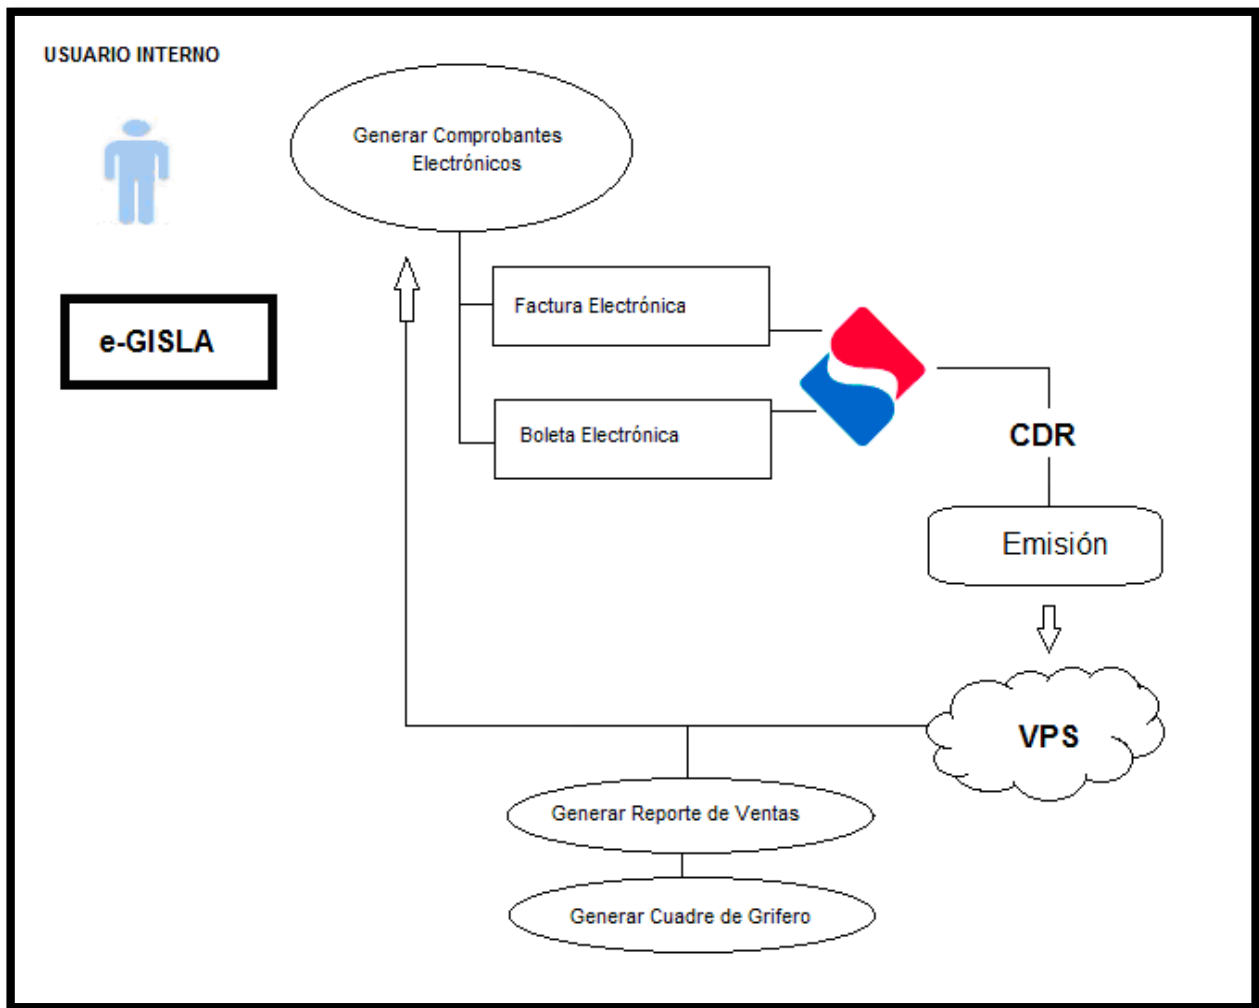 USUARIO INTERNO
Generar Comprobantes
Electrónicos
Factura Electrónica
e-GISLA
Boleta Electrónica
CDR
Emisión
VPS
Generar Reporte de Ventas
Generar Cuadre de Grifero